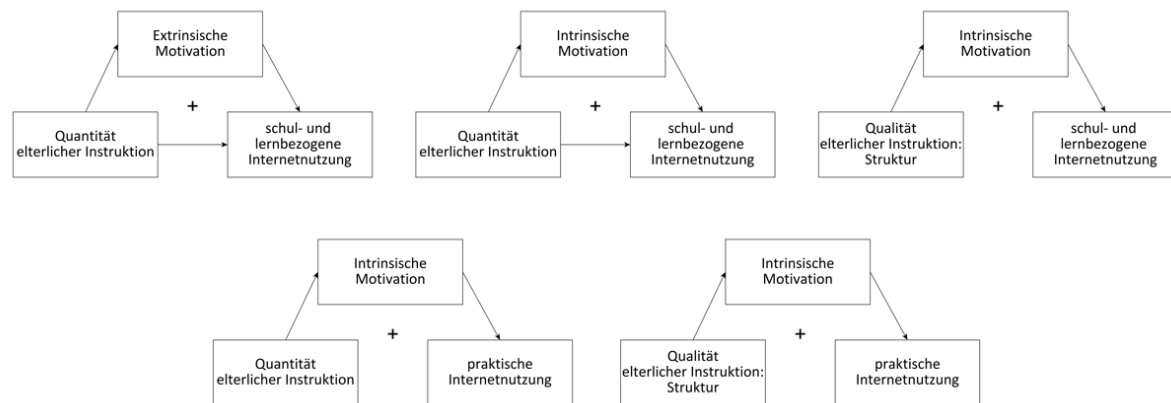 Extrinsische
Motivation
+
Quantität
elterlicher Instruktion
schul- und
lernbezogene
Internetnutzung
Intrinsische
Motivation
+
Quantität
elterlicher Instruktion
schul- und
lernbezogene
Internetnutzung
Intrinsische
Motivation
+
Qualität
elterlicher Instruktion:
Struktur
schul- und
lernbezogene
Internetnutzung
Intrinsische
Motivation
+
Quantität
elterlicher Instruktion
praktische
Internetnutzung
Intrinsische
Motivation
+
Qualität
elterlicher Instruktion:
Struktur
praktische
Internetnutzung